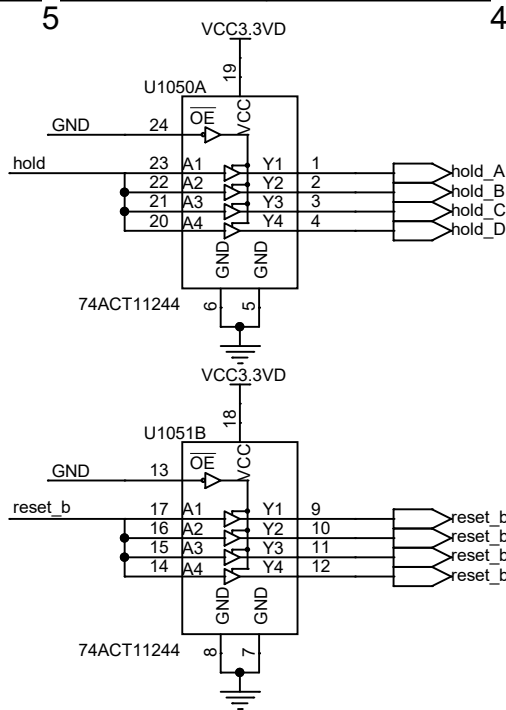 5
4
VCC3.3VD
19
U1050A
VCC
GND 24 OE
hold 23 A1 Y1 1 hold_A
22 A2 Y2 2 hold_B
21 A3 Y3 3 hold_C
20 A4 Y4 4 hold_D
GND GND
74ACT11244 6 5
VCC3.3VD
18
U1051B
VCC
GND 13 OE
reset_b 17 A1 Y1 9 reset_b
16 A2 Y2 10 reset_b
15 A3 Y3 11 reset_b
14 A4 Y4 12 reset_b
GND GND
74ACT11244 8 7